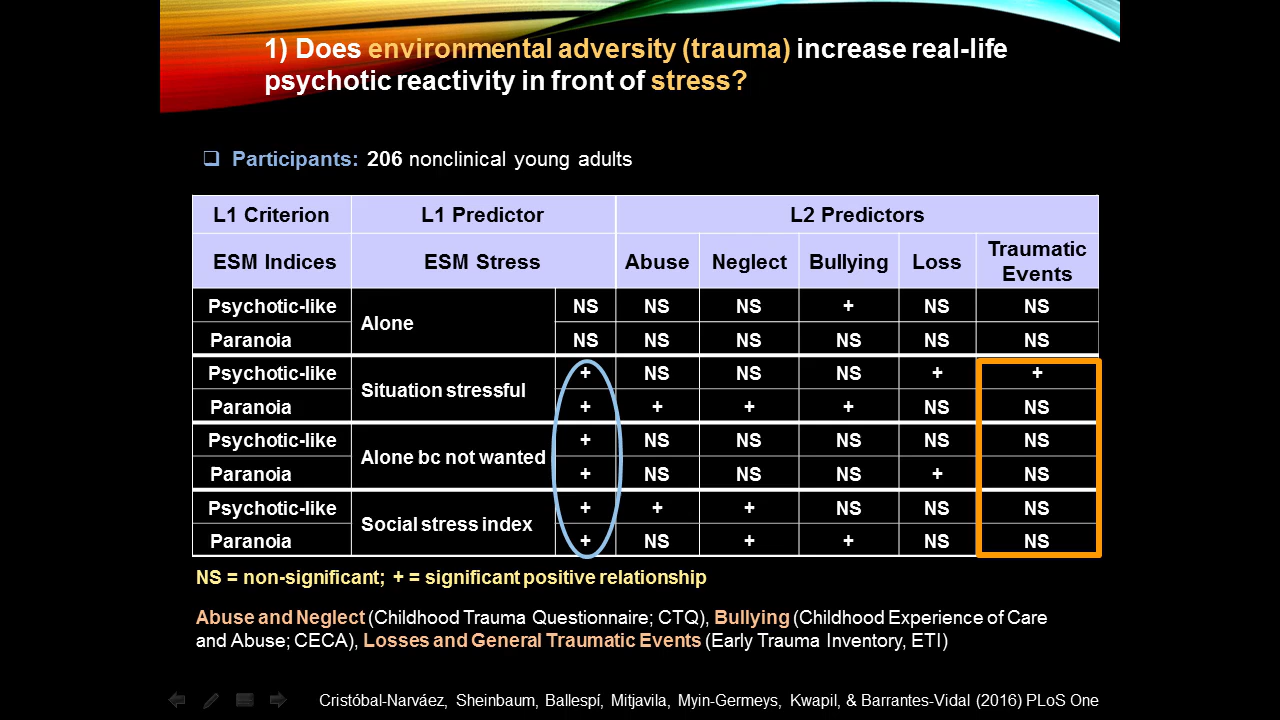 1) Does environmental adversity (trauma) increase real-life
psychotic reactivity in front of stress?
Participants: 206 nonclinical young adults
L1 Criterion L1 Predictor L2 Predictors
ESM Indices ESM Stress Abuse Neglect Bullying Loss Traumatic Events
Psychotic-like Alone NS NS NS + NS NS
Paranoia NS NS NS NS NS NS
Psychotic-like Situation stressful + NS NS NS + +
Paranoia + + + + NS NS
Psychotic-like Alone bc not wanted + NS NS NS NS NS
Paranoia + NS NS NS + NS
Psychotic-like Social stress index + + + NS NS NS
Paranoia + NS + + NS NS
NS = non-significant; + = significant positive relationship
Abuse and Neglect (Childhood Trauma Questionnaire; CTQ), Bullying (Childhood Experience of Care
and Abuse; CECA), Losses and General Traumatic Events (Early Trauma Inventory, ETI)
Cristóbal-Narváez, Sheinbaum, Ballespí, Mitjavila, Myin-Germeys, Kwapil, & Barrantes-Vidal (2016) PLoS One